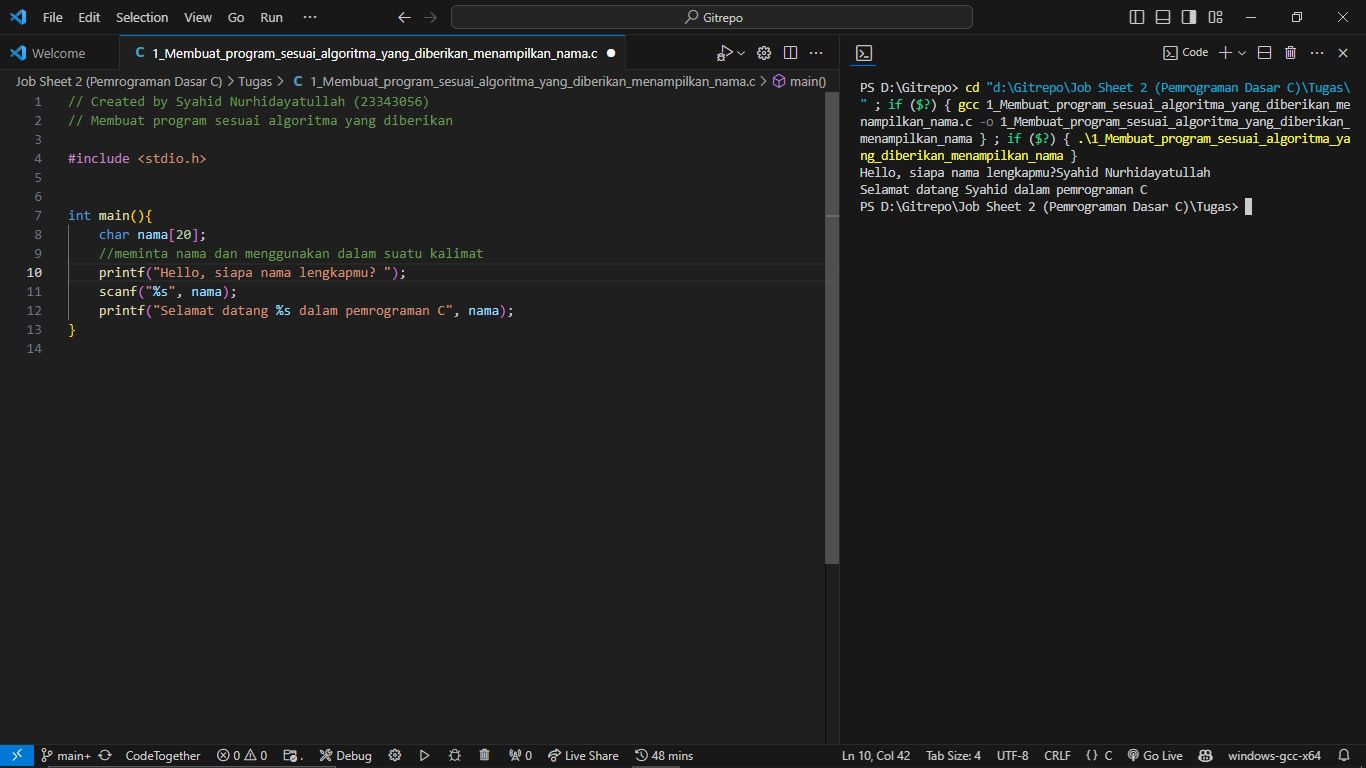 File Edit Selection View Go Run ··· Gitrepo
Welcome
C 1_Membuat_program_sesuai_algoritma_yang_diberikan_menampilkan_nama.c
Job Sheet 2 (Pemrograman Dasar C) > Tugas > C 1_Membuat_program_sesuai_algoritma_yang_diberikan_menampilkan_nama.c > main()
1 // Created by Syahid Nurhidayatullah (23343056)
2 // Membuat program sesuai algoritma yang diberikan
3
4 #include <stdio.h>
5
6
7 int main(){
8 char nama[20];
9 //meminta nama dan menggunakan dalam suatu kalimat
10 printf("Hello, siapa nama lengkapmu? ");
11 scanf("%s", nama);
12 printf("Selamat datang %s dalam pemrograman C", nama);
13 }
14
Code
PS D:\Gitrepo> cd "d:\Gitrepo\Job Sheet 2 (Pemrograman Dasar C)\Tugas\
" ; if ($?) { gcc 1_Membuat_program_sesuai_algoritma_yang_diberikan_me
nampilkan_nama.c -o 1_Membuat_program_sesuai_algoritma_yang_diberikan_
menampilkan_nama } ; if ($?) { .\1_Membuat_program_sesuai_algoritma_ya
ng_diberikan_menampilkan_nama }
Hello, siapa nama lengkapmu?Syahid Nurhidayatullah
Selamat datang Syahid dalam pemrograman C
PS D:\Gitrepo\Job Sheet 2 (Pemrograman Dasar C)\Tugas>
main+ CodeTogether 0 0 Debug 0 Live Share 48 mins Ln 10, Col 42 Tab Size: 4 UTF-8 CRLF { } C Go Live windows-gcc-x64